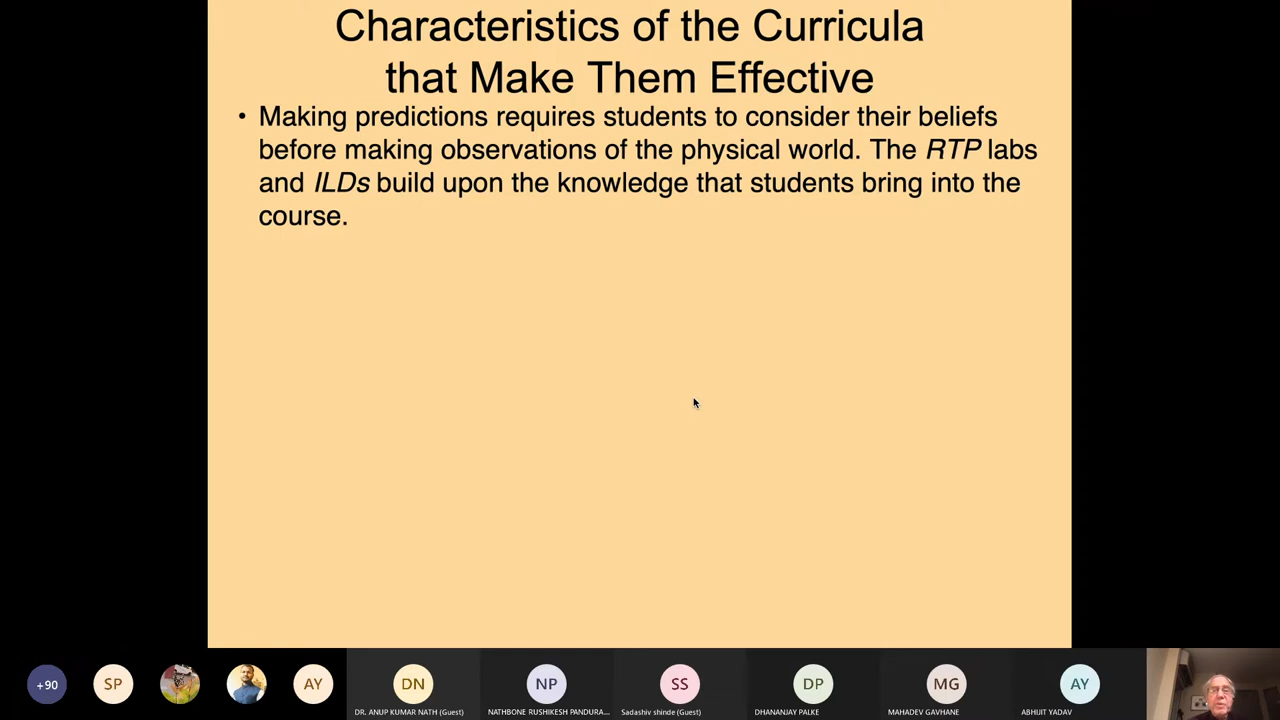 Characteristics of the Curricula
that Make Them Effective
• Making predictions requires students to consider their beliefs
before making observations of the physical world. The RTP labs
and ILDs build upon the knowledge that students bring into the
course.
+90
SP
AY
DN
NP
SS
DP
MG
AY
DR. ANUP KUMAR NATH (Guest)
NATHBONE RUSHIKESH PANDURA...
Sadashiv shinde (Guest)
DHANANJAY PALKE
MAHADEV GAVHANE
ABHIJIT YADAV